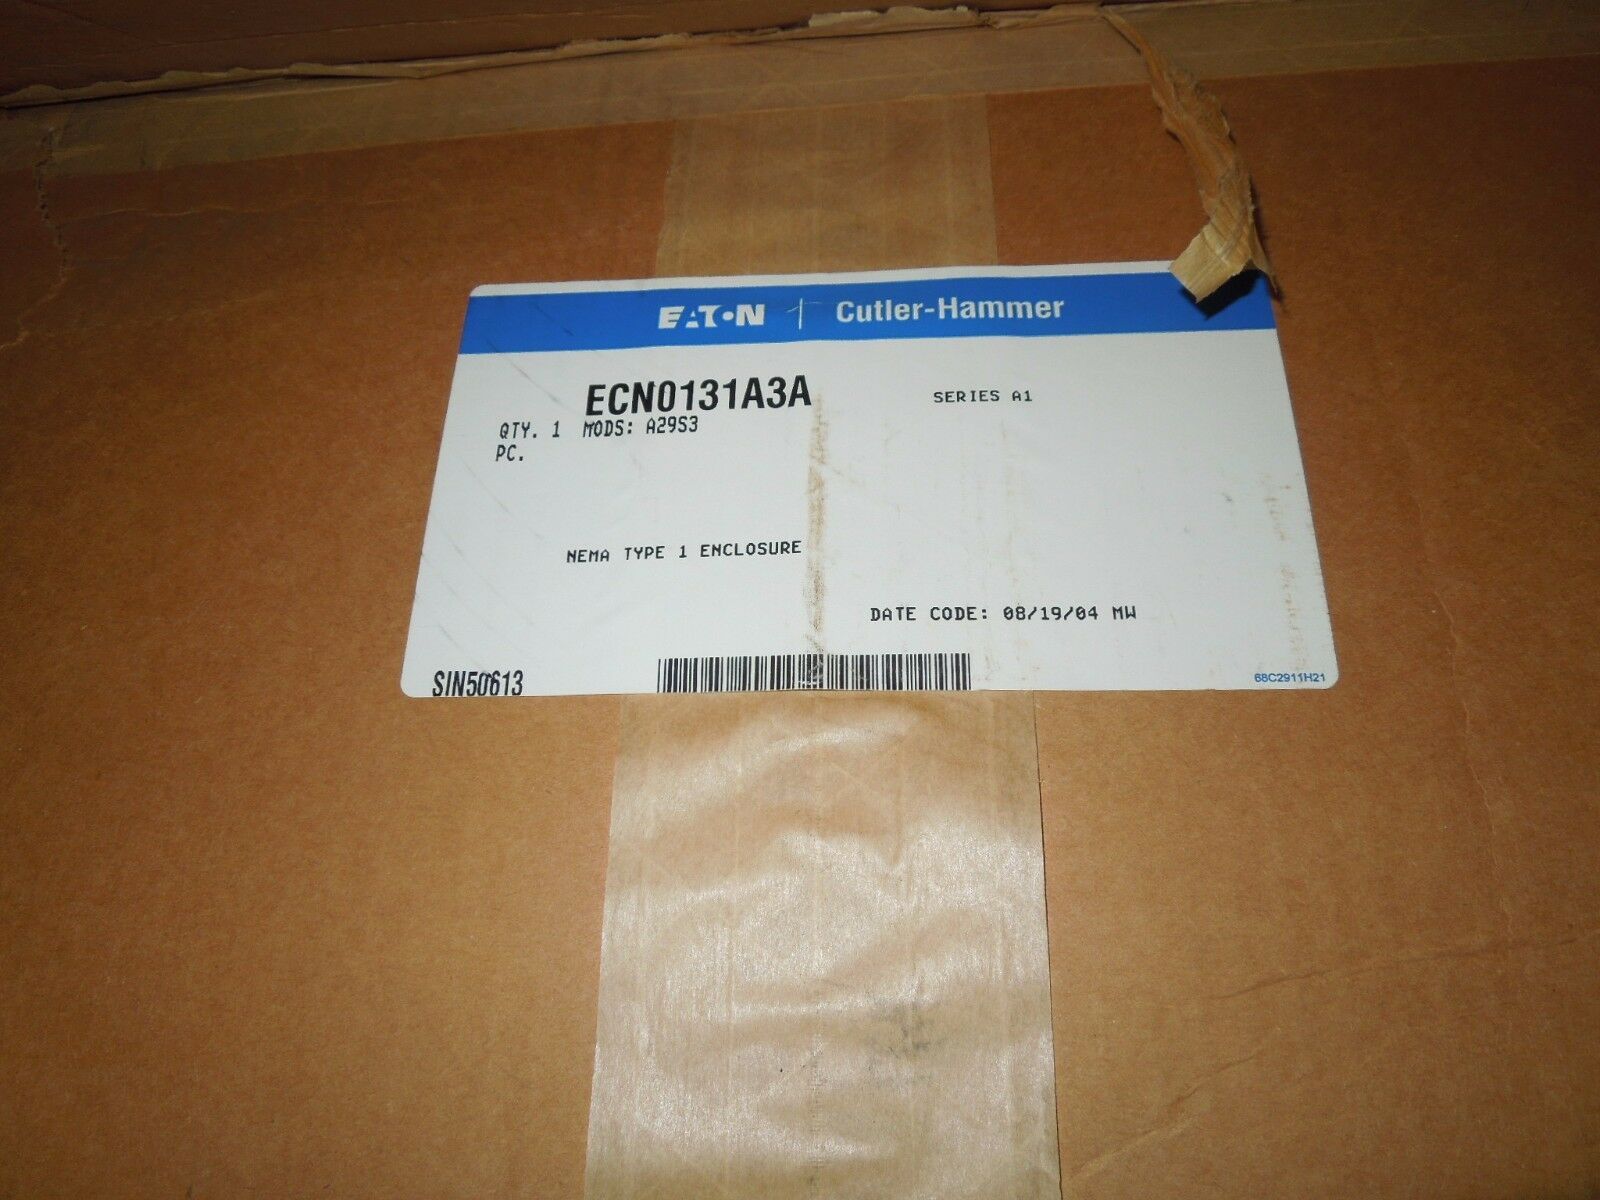 EATON | Cutler-Hammer
ECN0131A3A SERIES A1
QTY. 1 MODS: A29S3
PC.
NEMA TYPE 1 ENCLOSURE
DATE CODE: 08/19/04 MW
SIN50613
68C2911H21